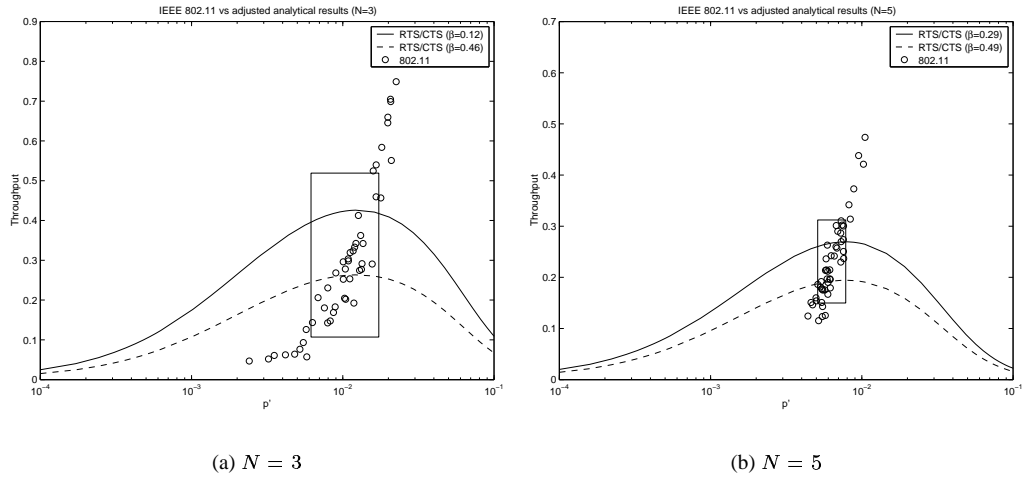 IEEE 802.11 vs adjusted analytical results (N=3)
0.9
0.8
0.7
0.6
0.5
0.4
0.3
0.2
0.1
0
Throughput
RTS/CTS (β=0.12)
RTS/CTS (β=0.46)
802.11
10⁻⁴
10⁻³
10⁻²
10⁻¹
p'
(a) N = 3
IEEE 802.11 vs adjusted analytical results (N=5)
0.7
0.6
0.5
0.4
0.3
0.2
0.1
0
Throughput
RTS/CTS (β=0.29)
RTS/CTS (β=0.49)
802.11
10⁻⁴
10⁻³
10⁻²
10⁻¹
p'
(b) N = 5